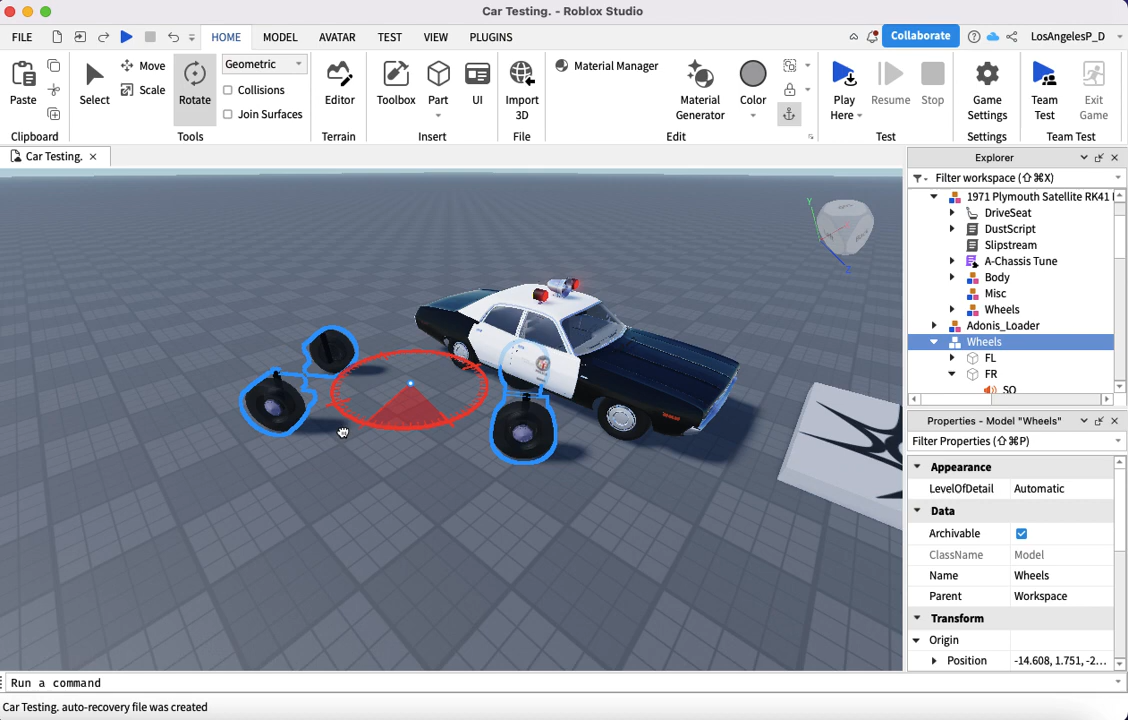 Car Testing. - Roblox Studio
FILE HOME MODEL AVATAR TEST VIEW PLUGINS Collaborate LosAngelesP_D
Paste Select Move Scale Rotate Geometric Collisions Join Surfaces Editor Toolbox Part UI Import 3D Material Manager Material Generator Color Play Here Resume Stop Game Settings Team Test Exit Game
Clipboard Tools Terrain Insert File Edit Test Settings Team Test
Car Testing.
Explorer
Filter workspace (⇧⌘X)
1971 Plymouth Satellite RK41
DriveSeat
DustScript
Slipstream
A-Chassis Tune
Body
Misc
Wheels
Adonis_Loader
Wheels
FL
FR
SQ
Properties - Model "Wheels"
Filter Properties (⇧⌘P)
Appearance
LevelOfDetail Automatic
Data
Archivable
ClassName Model
Name Wheels
Parent Workspace
Transform
Origin
Position -14.608, 1.751, -2...
Run a command
Car Testing. auto-recovery file was created